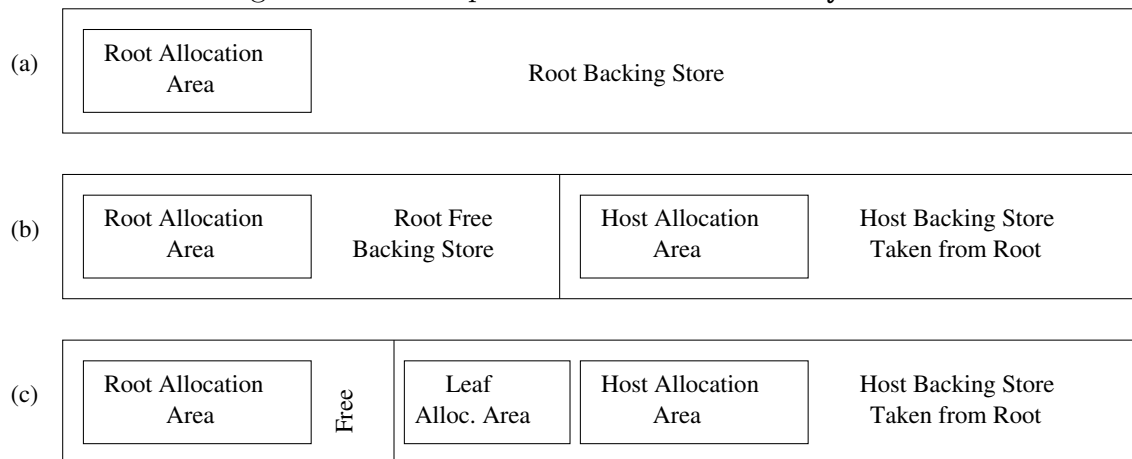 (a)
Root Allocation
Area
Root Backing Store
(b)
Root Allocation
Area
Root Free
Backing Store
Host Allocation
Area
Host Backing Store
Taken from Root
(c)
Root Allocation
Area
Free
Leaf
Alloc. Area
Host Allocation
Area
Host Backing Store
Taken from Root